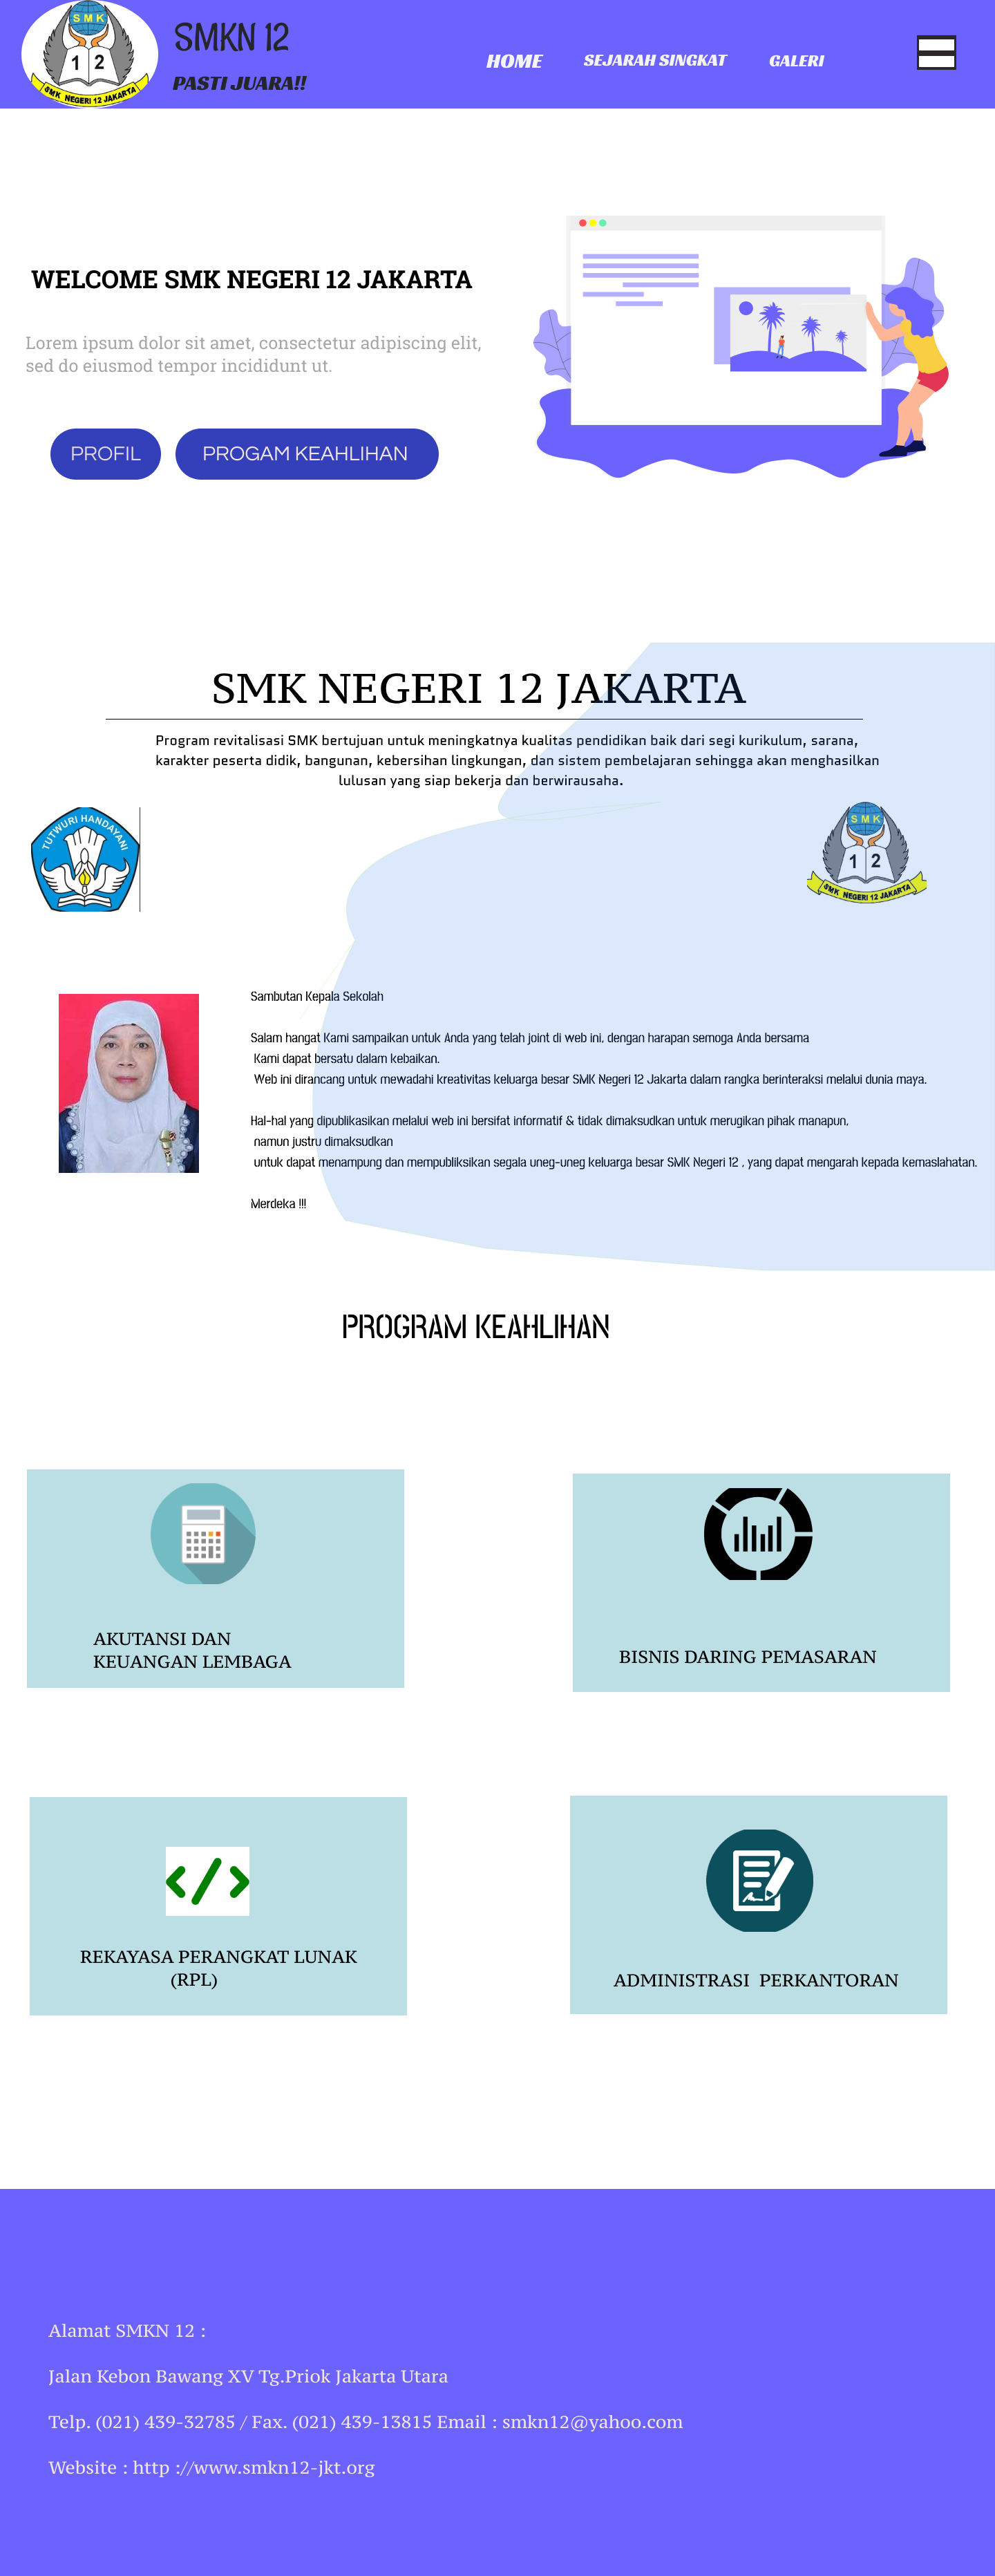 SMK
1 2
SMK NEGERI 12 JAKARTA
SMKN 12
PASTI JUARA!!
HOME
SEJARAH SINGKAT
GALERI
WELCOME SMK NEGERI 12 JAKARTA
Lorem ipsum dolor sit amet, consectetur adipiscing elit,
sed do eiusmod tempor incididunt ut.
PROFIL
PROGAM KEAHLIHAN
SMK NEGERI 12 JAKARTA
Program revitalisasi SMK bertujuan untuk meningkatnya kualitas pendidikan baik dari segi kurikulum, sarana,
karakter peserta didik, bangunan, kebersihan lingkungan, dan sistem pembelajaran sehingga akan menghasilkan
lulusan yang siap bekerja dan berwirausaha.
TUTWURI HANDAYANI
SMK
1 2
SMK NEGERI 12 JAKARTA
Sambutan Kepala Sekolah
Salam hangat Kami sampaikan untuk Anda yang telah joint di web ini, dengan harapan semoga Anda bersama
Kami dapat bersatu dalam kebaikan.
Web ini dirancang untuk mewadahi kreativitas keluarga besar SMK Negeri 12 Jakarta dalam rangka berinteraksi melalui dunia maya.
Hal-hal yang dipublikasikan melalui web ini bersifat informatif & tidak dimaksudkan untuk merugikan pihak manapun,
namun justru dimaksudkan
untuk dapat menampung dan mempubliksikan segala uneg-uneg keluarga besar SMK Negeri 12 , yang dapat mengarah kepada kemaslahatan.
Merdeka !!!
PROGRAM KEAHLIHAN
AKUTANSI DAN
KEUANGAN LEMBAGA
BISNIS DARING PEMASARAN
REKAYASA PERANGKAT LUNAK
(RPL)
ADMINISTRASI  PERKANTORAN
Alamat SMKN 12 :
Jalan Kebon Bawang XV Tg.Priok Jakarta Utara
Telp. (021) 439-32785 / Fax. (021) 439-13815 Email : smkn12@yahoo.com
Website : http ://www.smkn12-jkt.org